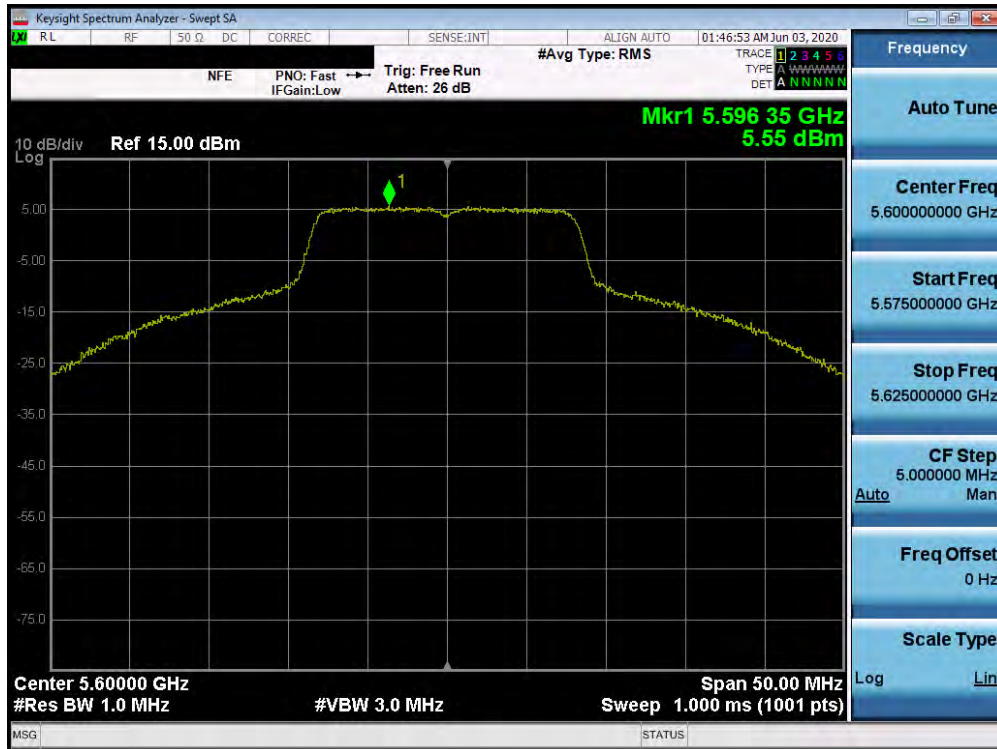 Keysight Spectrum Analyzer - Swept SA
LXI RL RF 50 Ω DC CORREC SENSE:INT ALIGN AUTO 01:46:53 AM Jun 03, 2020
#Avg Type: RMS TRACE 1 2 3 4 5 6
NFE PNO: Fast Trig: Free Run TYPE A WWWWW
IFGain:Low Atten: 26 dB DET A N N N N N
Mkr1 5.596 35 GHz
5.55 dBm
10 dB/div Ref 15.00 dBm
Log
1
5.00
-5.00
-15.0
-25.0
-35.0
-45.0
-55.0
-65.0
-75.0
Center 5.60000 GHz Span 50.00 MHz
#Res BW 1.0 MHz #VBW 3.0 MHz Sweep 1.000 ms (1001 pts)
MSG STATUS
Frequency
Auto Tune
Center Freq
5.600000000 GHz
Start Freq
5.575000000 GHz
Stop Freq
5.625000000 GHz
CF Step
5.000000 MHz
Auto Man
Freq Offset
0 Hz
Scale Type
Log Lin